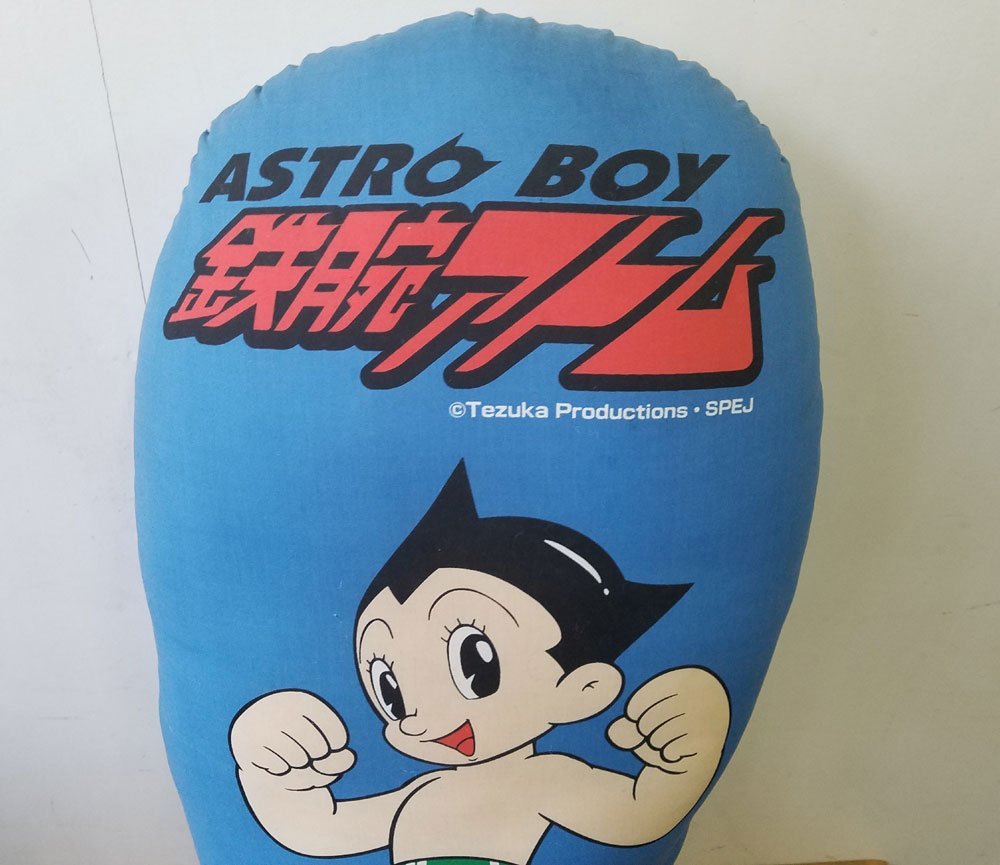 ASTRO BOY
鉄腕アトム
©Tezuka Productions・SPEJ